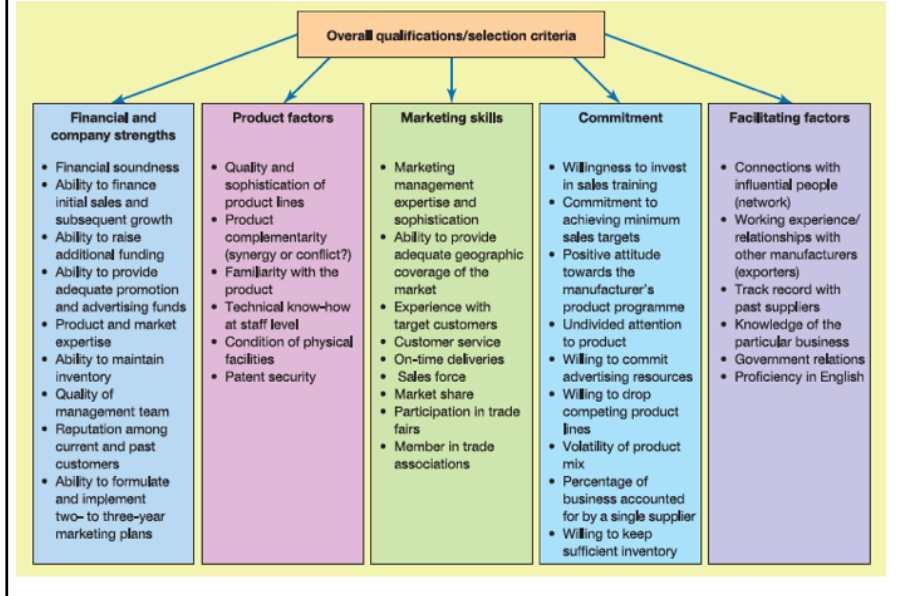 Overall qualifications/selection criteria
Financial and
company strengths
• Financial soundness
• Ability to finance
initial sales and
subsequent growth
• Ability to raise
additional funding
• Ability to provide
adequate promotion
and advertising funds
• Product and market
expertise
• Ability to maintain
inventory
• Quality of
management team
• Reputation among
current and past
customers
• Ability to formulate
and implement
two- to three-year
marketing plans
Product factors
• Quality and
sophistication of
product lines
• Product
complementarity
(synergy or conflict?)
• Familiarity with the
product
• Technical know-how
at staff level
• Condition of physical
facilities
• Patent security
Marketing skills
• Marketing
management
expertise and
sophistication
• Ability to provide
adequate geographic
coverage of the
market
• Experience with
target customers
• Customer service
• On-time deliveries
• Sales force
• Market share
• Participation in trade
fairs
• Member in trade
associations
Commitment
• Willingness to invest
in sales training
• Commitment to
achieving minimum
sales targets
• Positive attitude
towards the
manufacturer's
product programme
• Undivided attention
to product
• Willing to commit
advertising resources
• Willing to drop
competing product
lines
• Volatility of product
mix
• Percentage of
business accounted
for by a single supplier
• Willing to keep
sufficient inventory
Facilitating factors
• Connections with
influential people
(network)
• Working experience/
relationships with
other manufacturers
(exporters)
• Track record with
past suppliers
• Knowledge of the
particular business
• Government relations
• Proficiency in English